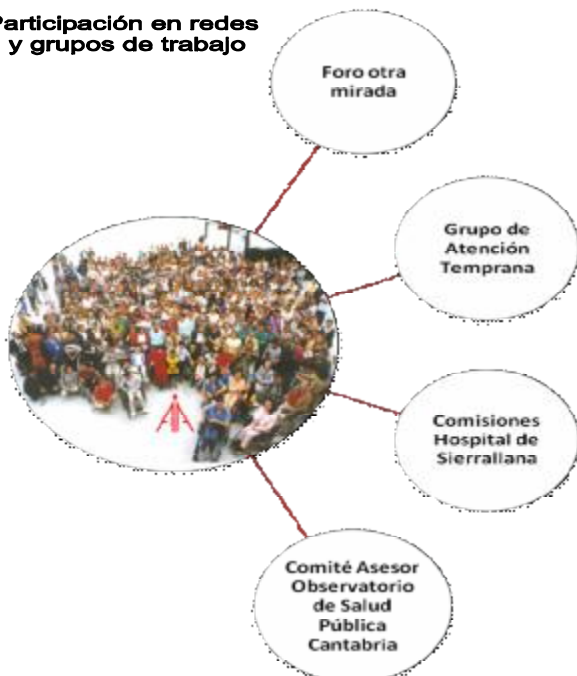 Participación en redes
y grupos de trabajo
Foro otra
mirada
Grupo de
Atención
Temprana
Comisiones
Hospital de
Sierrallana
Comité Asesor
Observatorio
de Salud
Pública
Cantabria